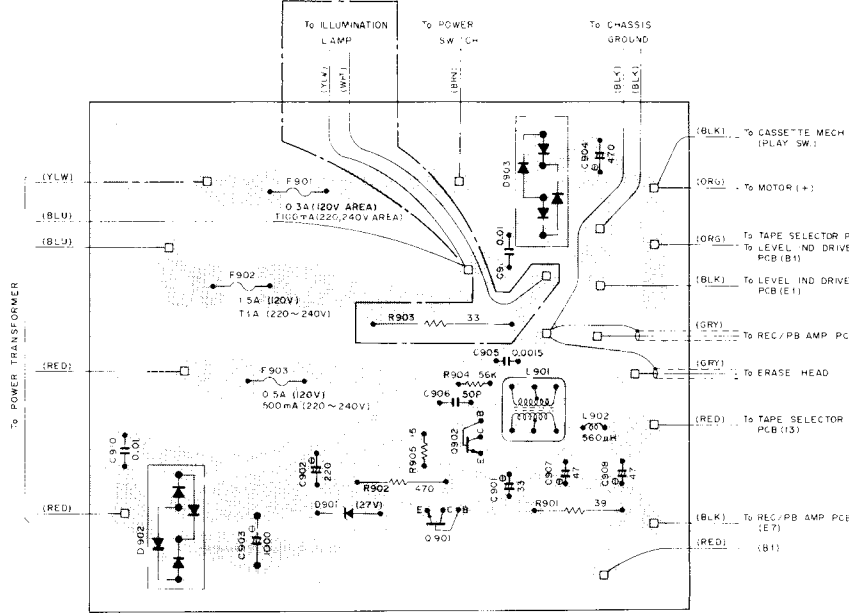 To ILLUMINATION
LAMP
To POWER
SW TCH
To CHASSIS
GROUND
(YLW)
(WHT)
(BRN)
(BLK)
(BLK)
(YLW)
(BLU)
(BLU)
(RED)
(RED)
To POWER TRANSFORMER
F901
0.3A (120V AREA)
T100mA (220,240V AREA)
F902
1.5A (120V)
T1A (220~240V)
F903
0.5A (120V)
500mA (220~240V)
D903
C904
470
0.01
R903 33
C905 0.0015
R904 56K
C906 50P
L901
L902
560μH
B
C
E
Q902
R905 15
C902
220
R902 470
D901 (27V)
C903
1000
D902
0.01
E C B
Q901
C901
33
C907
47
C908
47
R901 39
(BLK) To CASSETTE MECH
(PLAY SW.)
(ORG) To MOTOR (+)
(ORG) To TAPE SELECTOR P
To LEVEL IND DRIVE
PCB (B1)
(BLK) To LEVEL IND DRIVE
PCB (E1)
(GRY) To REC/PB AMP PC
(GRY) To ERASE HEAD
(RED) To TAPE SELECTOR
PCB (13)
(BLK) To REC/PB AMP PCB
(E7)
(RED) (B1)